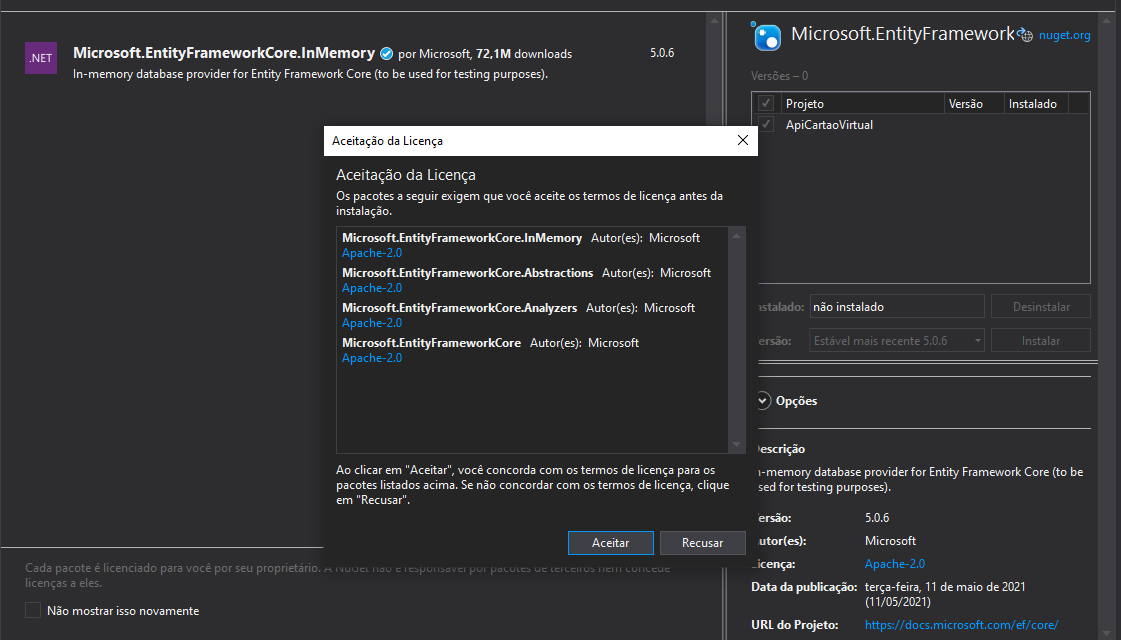 .NET
Microsoft.EntityFrameworkCore.InMemory por Microsoft, 72,1M downloads
5.0.6
In-memory database provider for Entity Framework Core (to be used for testing purposes).
Microsoft.EntityFramework
nuget.org
Versões – 0
Projeto Versão Instalado
ApiCartaoVirtual
Aceitação da Licença
Aceitação da Licença
Os pacotes a seguir exigem que você aceite os termos de licença antes da
instalação.
Microsoft.EntityFrameworkCore.InMemory Autor(es): Microsoft
Apache-2.0
Microsoft.EntityFrameworkCore.Abstractions Autor(es): Microsoft
Apache-2.0
Microsoft.EntityFrameworkCore.Analyzers Autor(es): Microsoft
Apache-2.0
Microsoft.EntityFrameworkCore Autor(es): Microsoft
Apache-2.0
Ao clicar em "Aceitar", você concorda com os termos de licença para os
pacotes listados acima. Se não concordar com os termos de licença, clique
em "Recusar".
Aceitar Recusar
nstalado: não instalado Desinstalar
ersão: Estável mais recente 5.0.6 Instalar
Opções
Descrição
n-memory database provider for Entity Framework Core (to be
sed for testing purposes).
ersão: 5.0.6
utor(es): Microsoft
icença: Apache-2.0
Data da publicação: terça-feira, 11 de maio de 2021
(11/05/2021)
URL do Projeto: https://docs.microsoft.com/ef/core/
Cada pacote é licenciado para você por seu proprietário. A NuGet não é responsável por pacotes de terceiros nem concede
licenças a eles.
Não mostrar isso novamente